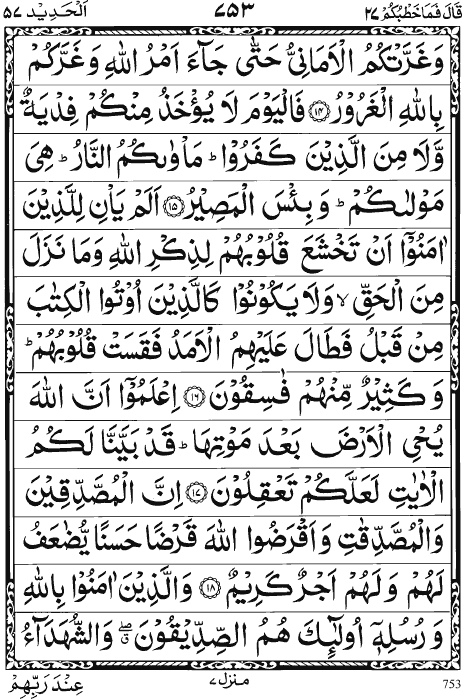 قَالَ فَمَا خَطْبُكُمْ ٢٧ ٧٥٣ اَلْحَدِيْد ٥٧
وَغَرَّتْكُمُ الْاَمَانِيُّ حَتّٰى جَآءَ اَمْرُ اللّٰهِ وَغَرَّكُمْ
بِاللّٰهِ الْغَرُوْرُ ۝١٤ فَالْيَوْمَ لَا يُؤْخَذُ مِنْكُمْ فِدْيَةٌ
وَّلَا مِنَ الَّذِيْنَ كَفَرُوْا ؕ مَاْوٰىكُمُ النَّارُ ؕ هِيَ
مَوْلٰىكُمْ ؕ وَبِئْسَ الْمَصِيْرُ ۝١٥ اَلَمْ يَاْنِ لِلَّذِيْنَ
اٰمَنُوْۤا اَنْ تَخْشَعَ قُلُوْبُهُمْ لِذِكْرِ اللّٰهِ وَمَا نَزَلَ
مِنَ الْحَقِّ ۙ وَلَا يَكُوْنُوْا كَالَّذِيْنَ اُوْتُوا الْكِتٰبَ
مِنْ قَبْلُ فَطَالَ عَلَيْهِمُ الْاَمَدُ فَقَسَتْ قُلُوْبُهُمْ ؕ
وَكَثِيْرٌ مِّنْهُمْ فٰسِقُوْنَ ۝١٦ اِعْلَمُوْۤا اَنَّ اللّٰهَ
يُحْيِ الْاَرْضَ بَعْدَ مَوْتِهَا ؕ قَدْ بَيَّنَّا لَكُمُ
الْاٰيٰتِ لَعَلَّكُمْ تَعْقِلُوْنَ ۝١٧ اِنَّ الْمُصَّدِّقِيْنَ
وَالْمُصَّدِّقٰتِ وَاَقْرَضُوا اللّٰهَ قَرْضًا حَسَنًا يُّضٰعَفُ
لَهُمْ وَلَهُمْ اَجْرٌ كَرِيْمٌ ۝١٨ وَالَّذِيْنَ اٰمَنُوْا بِاللّٰهِ
وَرُسُلِهٖۤ اُولٰٓئِكَ هُمُ الصِّدِّيْقُوْنَ ۖ وَالشُّهَدَآءُ
عِنْدَ رَبِّهِمْ منزل ٧ 753